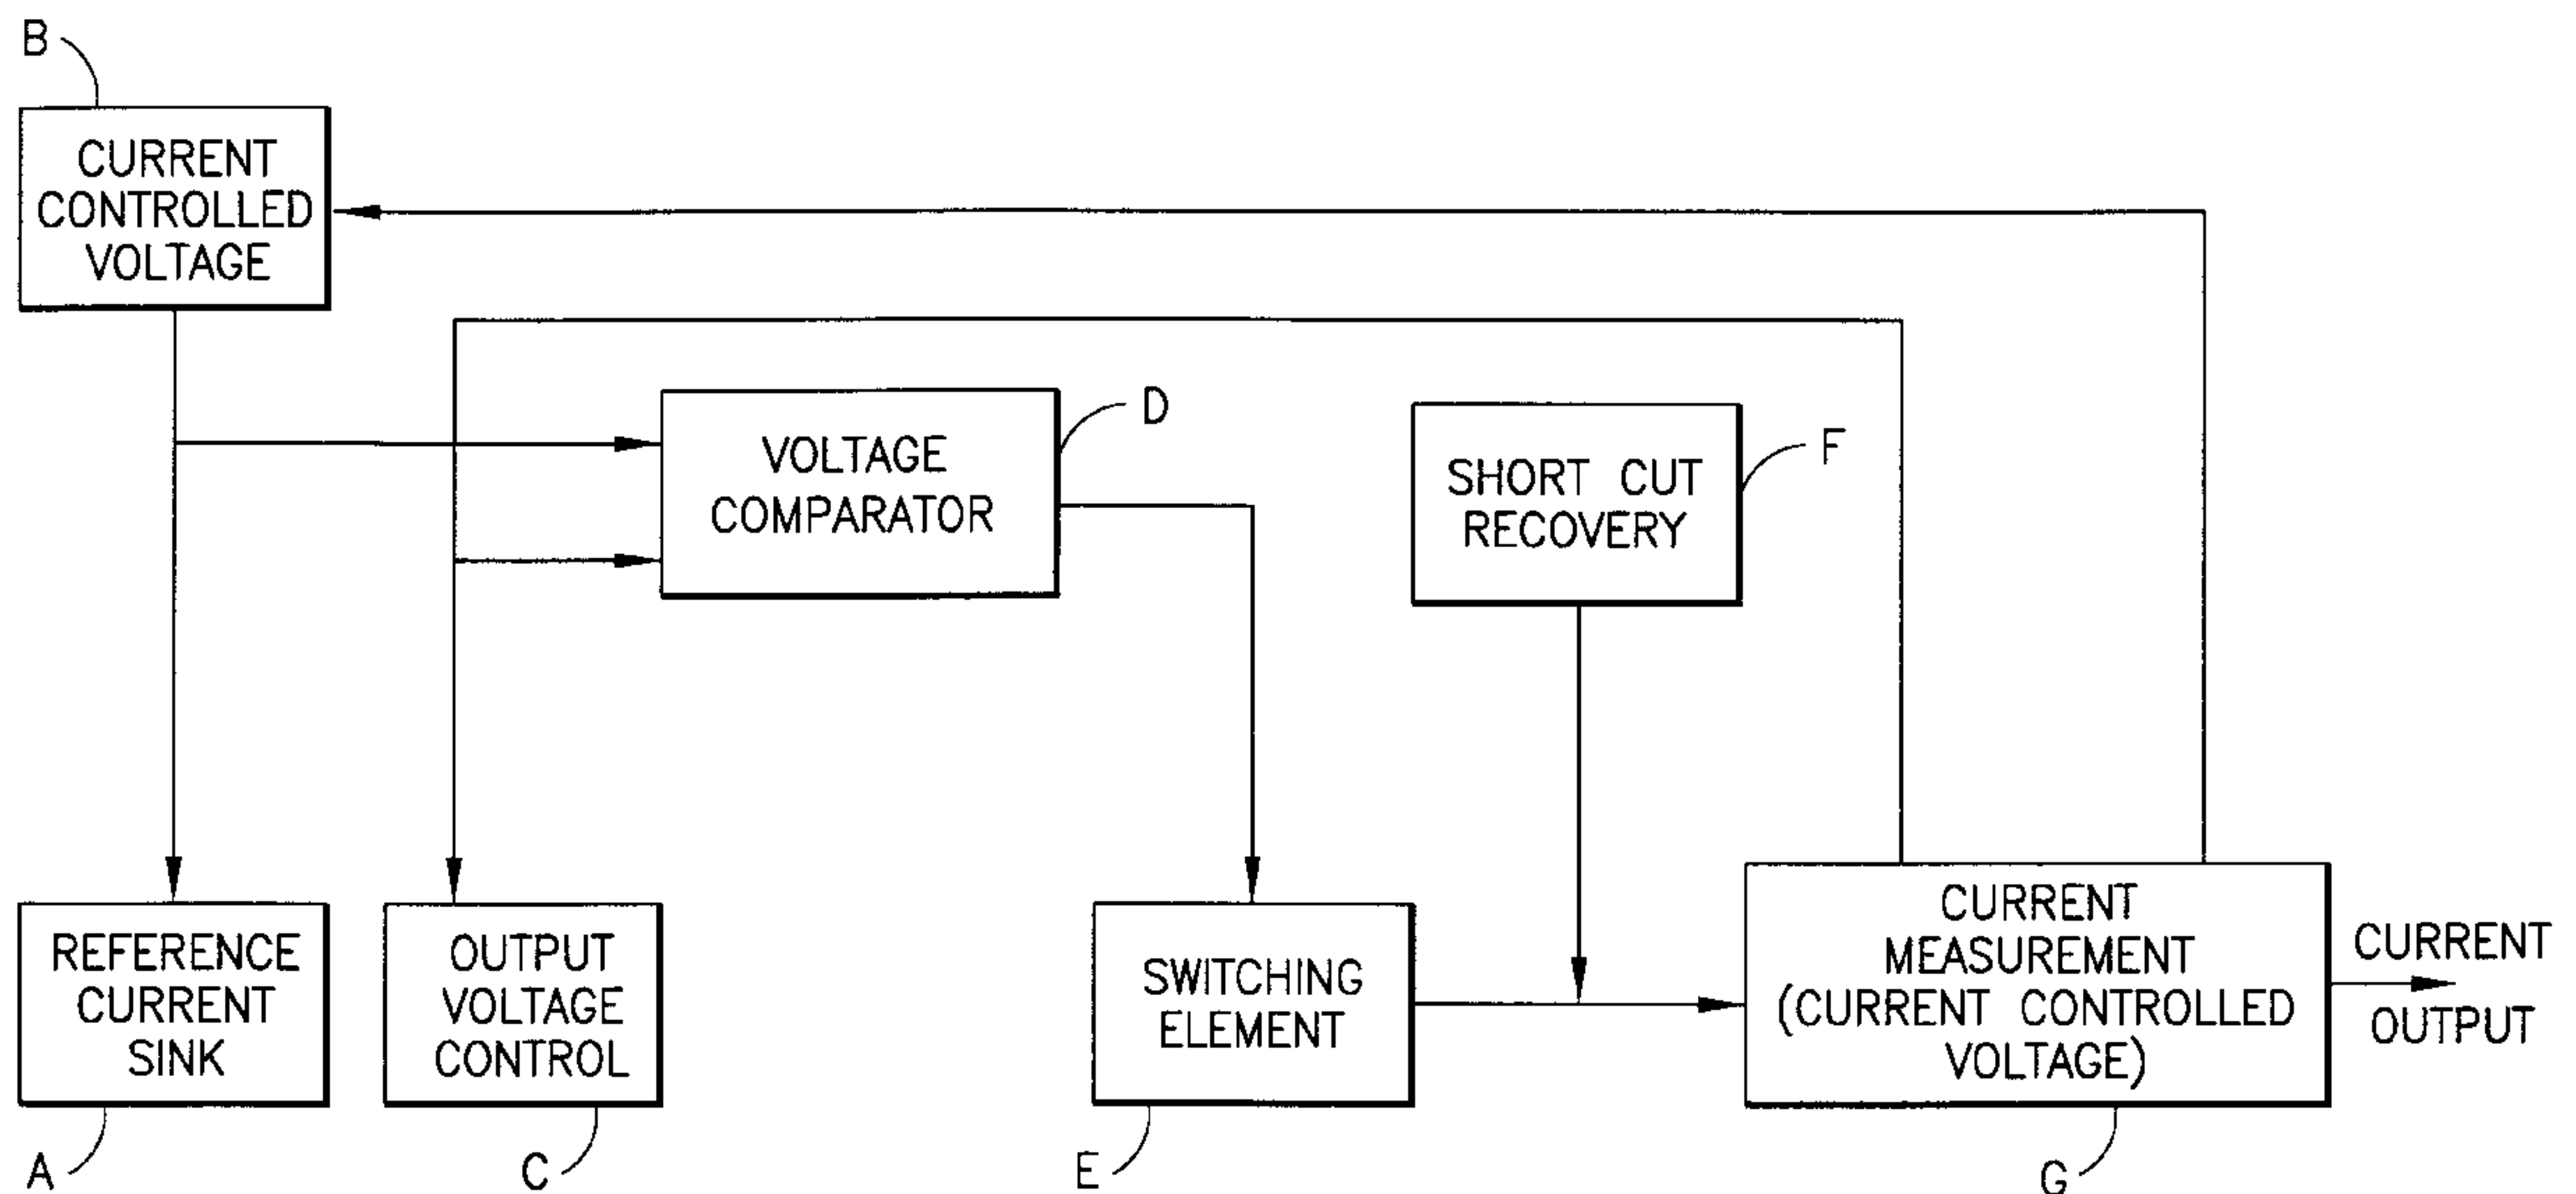 B
CURRENT
CONTROLLED
VOLTAGE
VOLTAGE
COMPARATOR
D
SHORT CUT
RECOVERY
F
REFERENCE
CURRENT
SINK
A
OUTPUT
VOLTAGE
CONTROL
C
SWITCHING
ELEMENT
E
CURRENT
MEASUREMENT
(CURRENT CONTROLLED
VOLTAGE)
G
CURRENT
OUTPUT